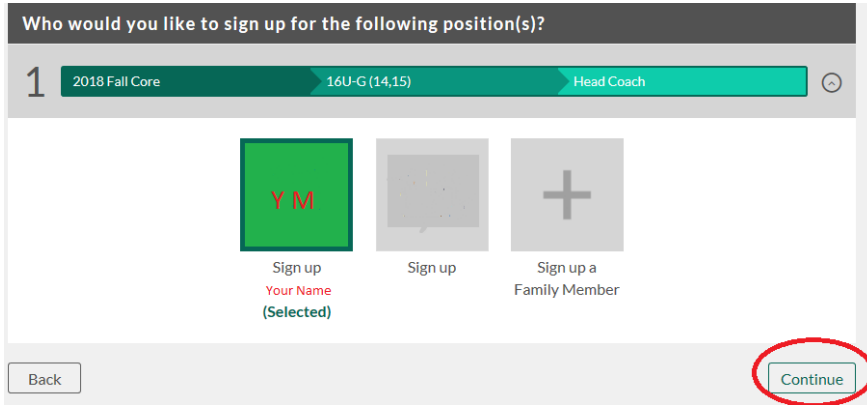 Who would you like to sign up for the following position(s)?
1 2018 Fall Core 16U-G (14,15) Head Coach
Y M
Sign up Sign up Sign up a
Your Name Family Member
(Selected)
Back Continue